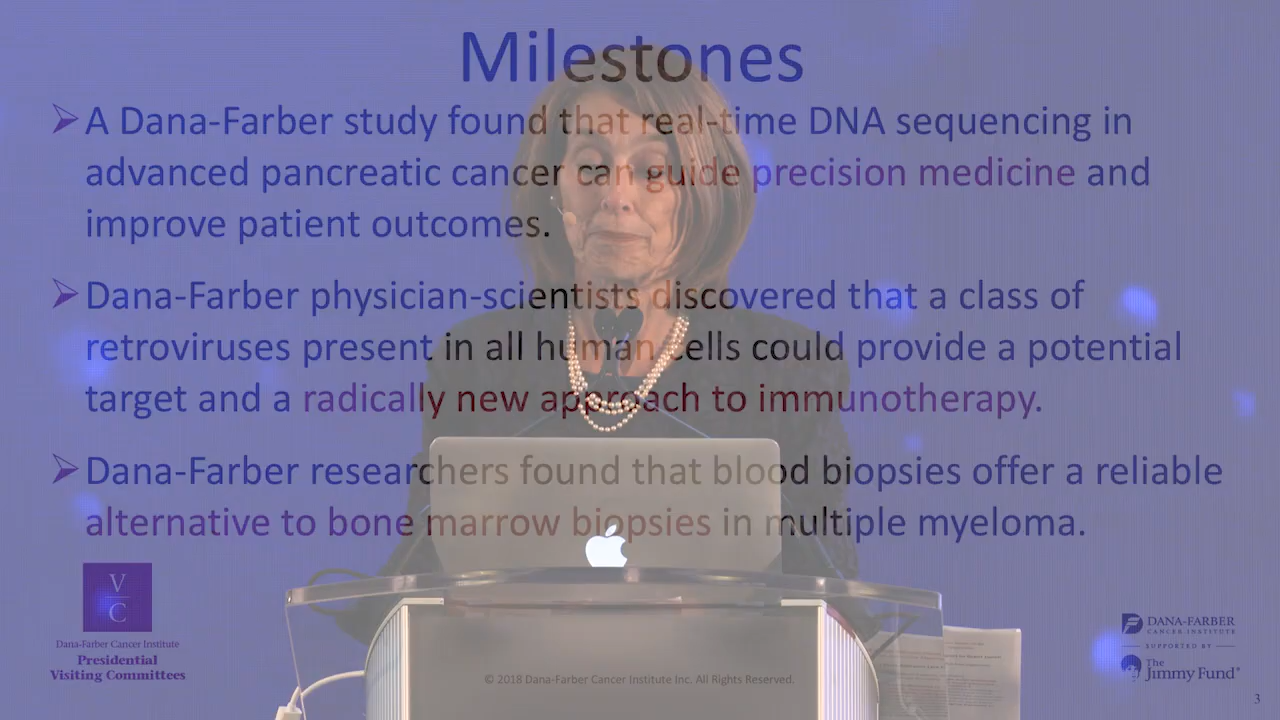 Milestones
A Dana-Farber study found that real-time DNA sequencing in
advanced pancreatic cancer can guide precision medicine and
improve patient outcomes.
Dana-Farber physician-scientists discovered that a class of
retroviruses present in all human cells could provide a potential
target and a radically new approach to immunotherapy.
Dana-Farber researchers found that blood biopsies offer a reliable
alternative to bone marrow biopsies in multiple myeloma.
V
C
Dana-Farber Cancer Institute
Presidential
Visiting Committees
© 2018 Dana-Farber Cancer Institute Inc. All Rights Reserved.
DANA-FARBER
CANCER INSTITUTE
SUPPORTED BY
The
Jimmy Fund®
3